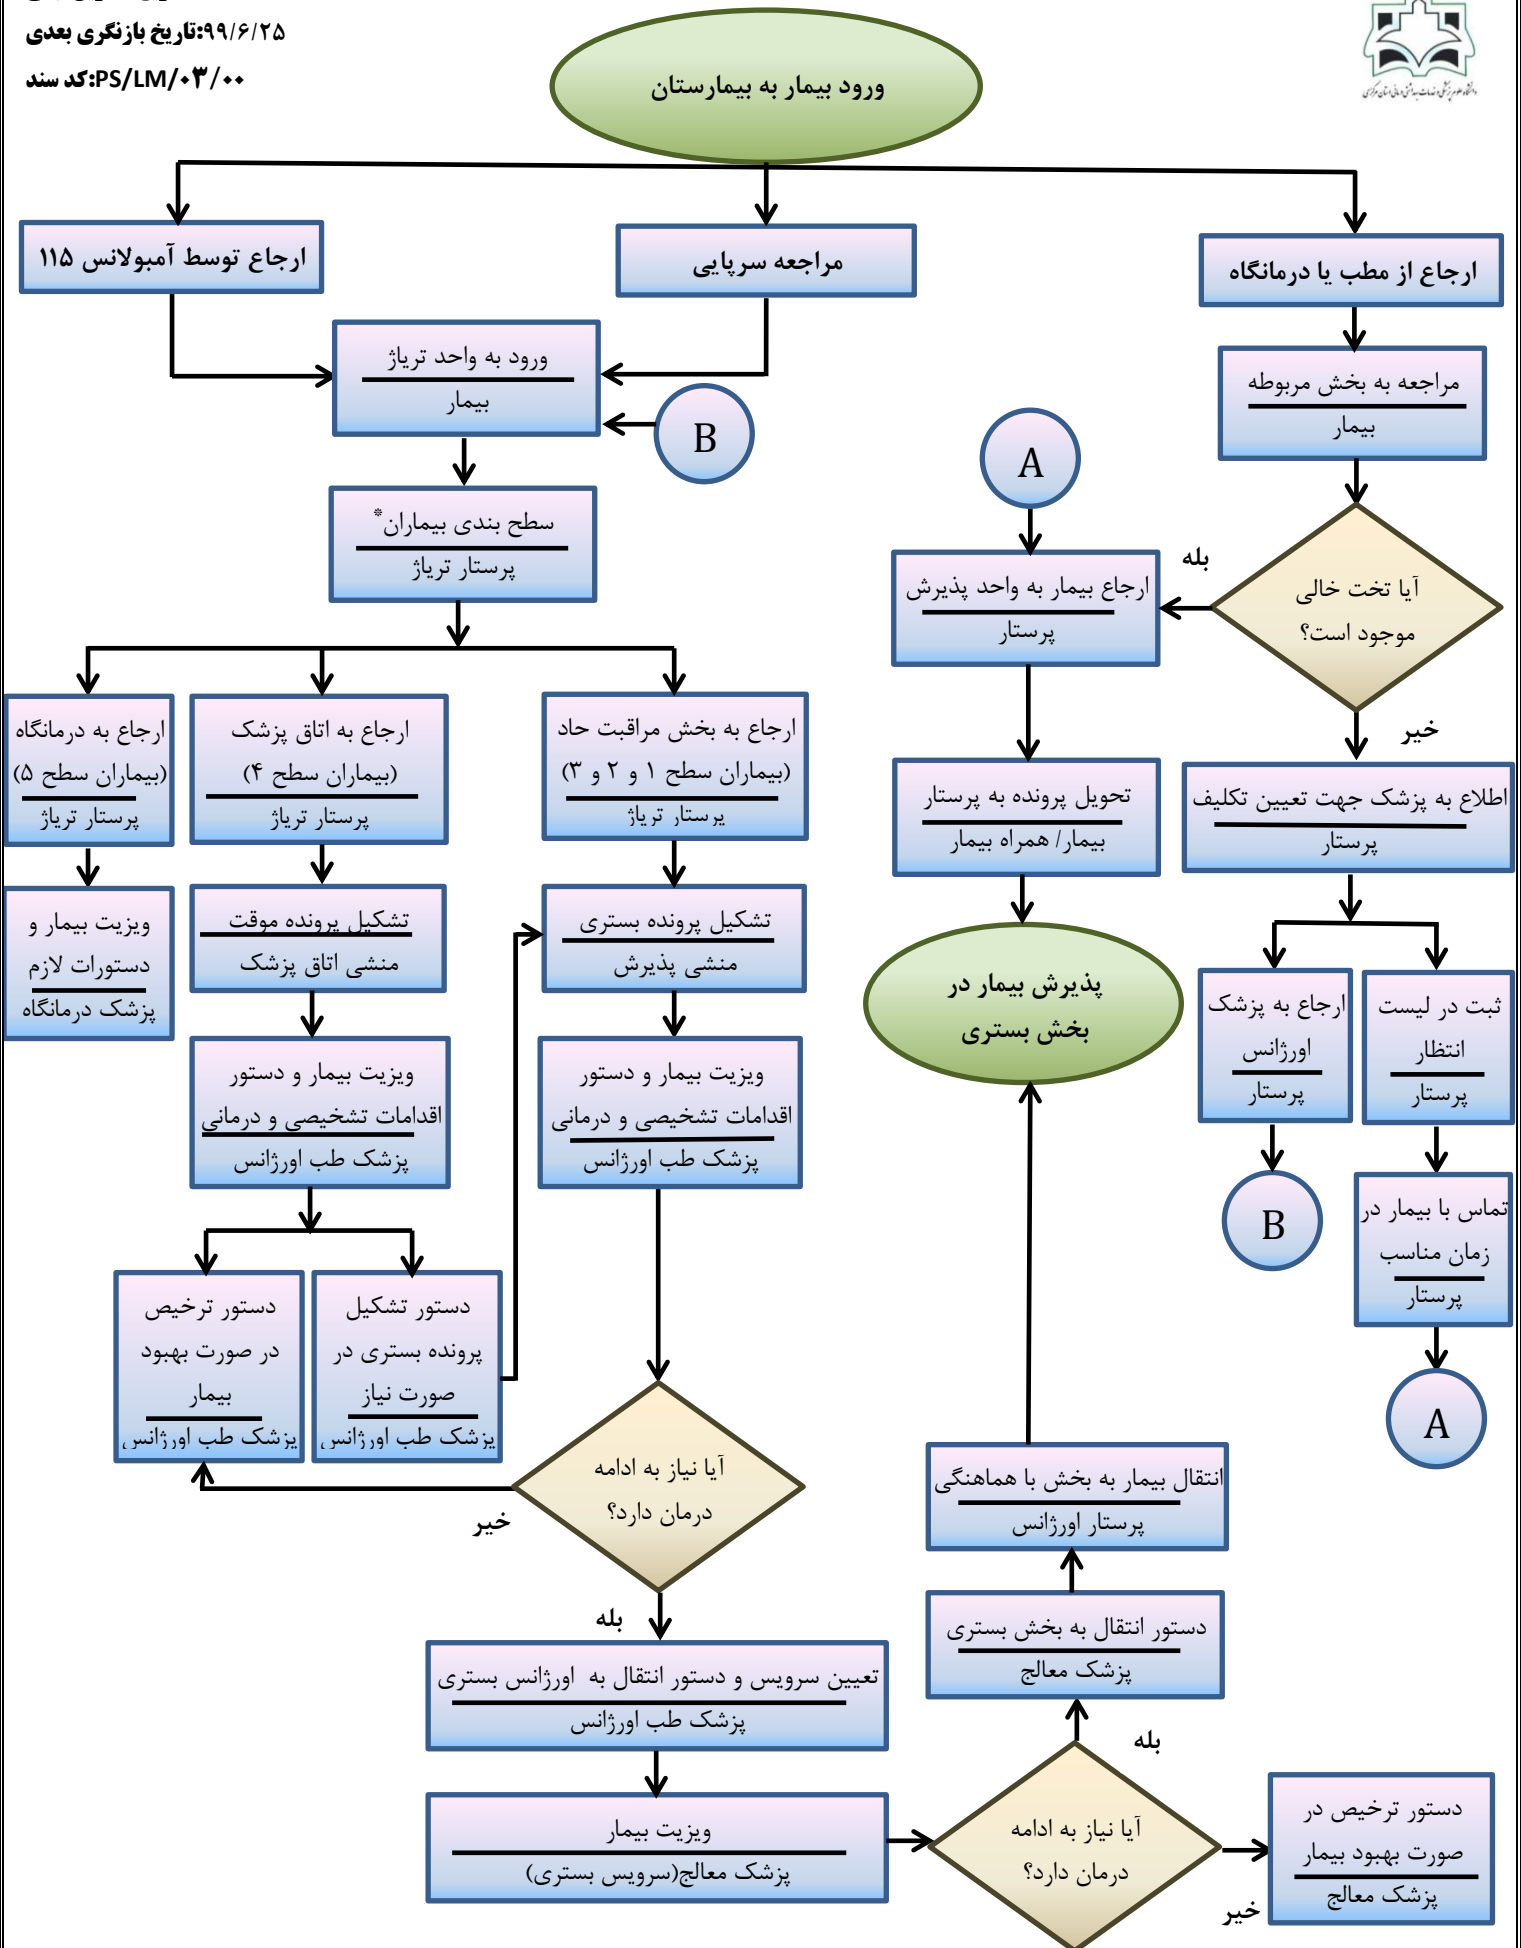 تاریخ بازنگری بعدی:۹۹/۶/۲۵
کد سند:PS/LM/۰۳/۰۰
ورود بیمار به بیمارستان
ارجاع از مطب یا درمانگاه
مراجعه سرپایی
ارجاع توسط آمبولانس ۱۱۵
مراجعه به بخش مربوطه
بیمار
ورود به واحد تریاژ
بیمار
B
A
سطح بندی بیماران*
پرستار تریاژ
آیا تخت خالی
موجود است؟
بله
خیر
ارجاع بیمار به واحد پذیرش
پرستار
ارجاع به بخش مراقبت حاد
(بیماران سطح ۱ و ۲ و ۳)
پرستار تریاژ
ارجاع به اتاق پزشک
(بیماران سطح ۴)
پرستار تریاژ
ارجاع به درمانگاه
(بیماران سطح ۵)
پرستار تریاژ
اطلاع به پزشک جهت تعیین تکلیف
پرستار
تحویل پرونده به پرستار
بیمار/ همراه بیمار
تشکیل پرونده بستری
منشی پذیرش
تشکیل پرونده موقت
منشی اتاق پزشک
ویزیت بیمار و
دستورات لازم
پزشک درمانگاه
ثبت در لیست
انتظار
پرستار
ارجاع به پزشک
اورژانس
پرستار
پذیرش بیمار در
بخش بستری
ویزیت بیمار و دستور
اقدامات تشخیصی و درمانی
پزشک طب اورژانس
ویزیت بیمار و دستور
اقدامات تشخیصی و درمانی
پزشک طب اورژانس
تماس با بیمار در
زمان مناسب
پرستار
B
A
دستور تشکیل
پرونده بستری در
صورت نیاز
پزشک طب اورژانس
دستور ترخیص
در صورت بهبود
بیمار
پزشک طب اورژانس
آیا نیاز به ادامه
درمان دارد؟
خیر
بله
انتقال بیمار به بخش با هماهنگی
پرستار اورژانس
دستور انتقال به بخش بستری
پزشک معالج
تعیین سرویس و دستور انتقال به اورژانس بستری
پزشک طب اورژانس
ویزیت بیمار
پزشک معالج(سرویس بستری)
آیا نیاز به ادامه
درمان دارد؟
بله
خیر
دستور ترخیص در
صورت بهبود بیمار
پزشک معالج